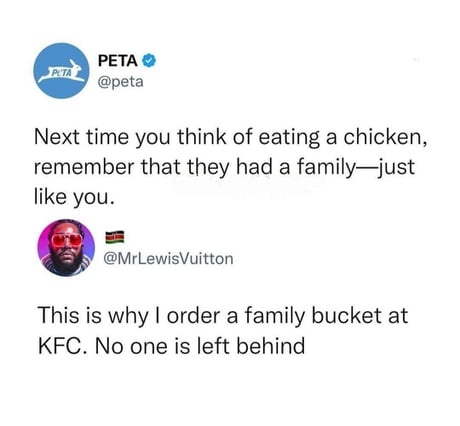 PETA
PETA
@peta
Next time you think of eating a chicken,
remember that they had a family—just
like you.
@MrLewisVuitton
This is why I order a family bucket at
KFC. No one is left behind